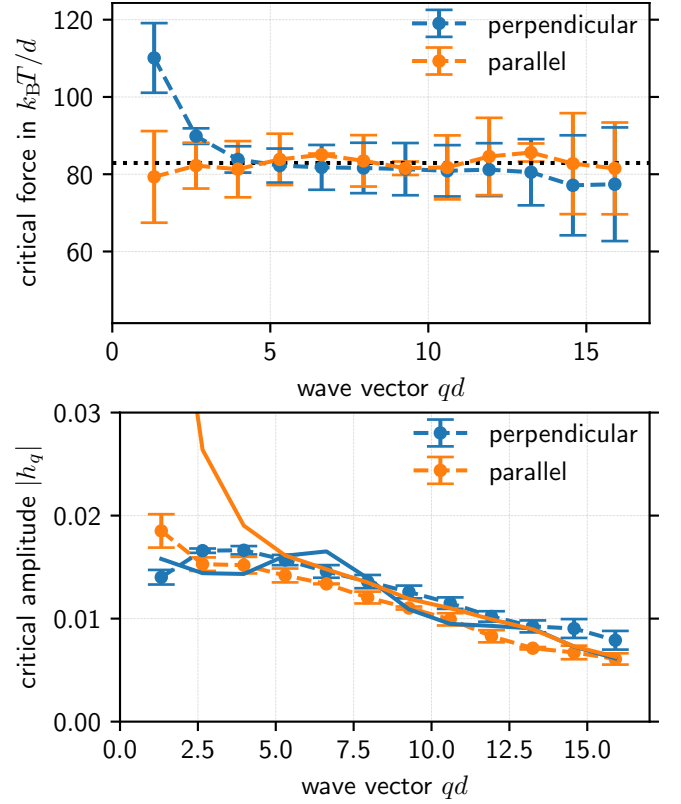 120
100
80
60
critical force in k_B T/d
perpendicular
parallel
0
5
10
15
wave vector qd
0.03
0.02
0.01
0.00
critical amplitude |h_q|
perpendicular
parallel
0.0
2.5
5.0
7.5
10.0
12.5
15.0
wave vector qd